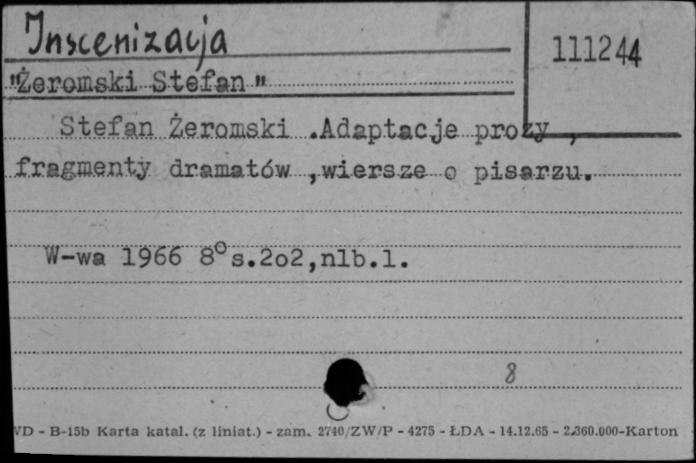 Inscenizacja
111244
"Żeromski Stefan"
Stefan Żeromski .Adaptacje prozy ,
fragmenty dramatów ,wiersze o pisarzu.
W-wa 1966 8° s.2o2,nlb.1.
8
VD - B-15b Karta katal. (z liniat.) - zam. 2740/ZW/P - 4275 - ŁDA - 14.12.65 - 2.360.000-Karton